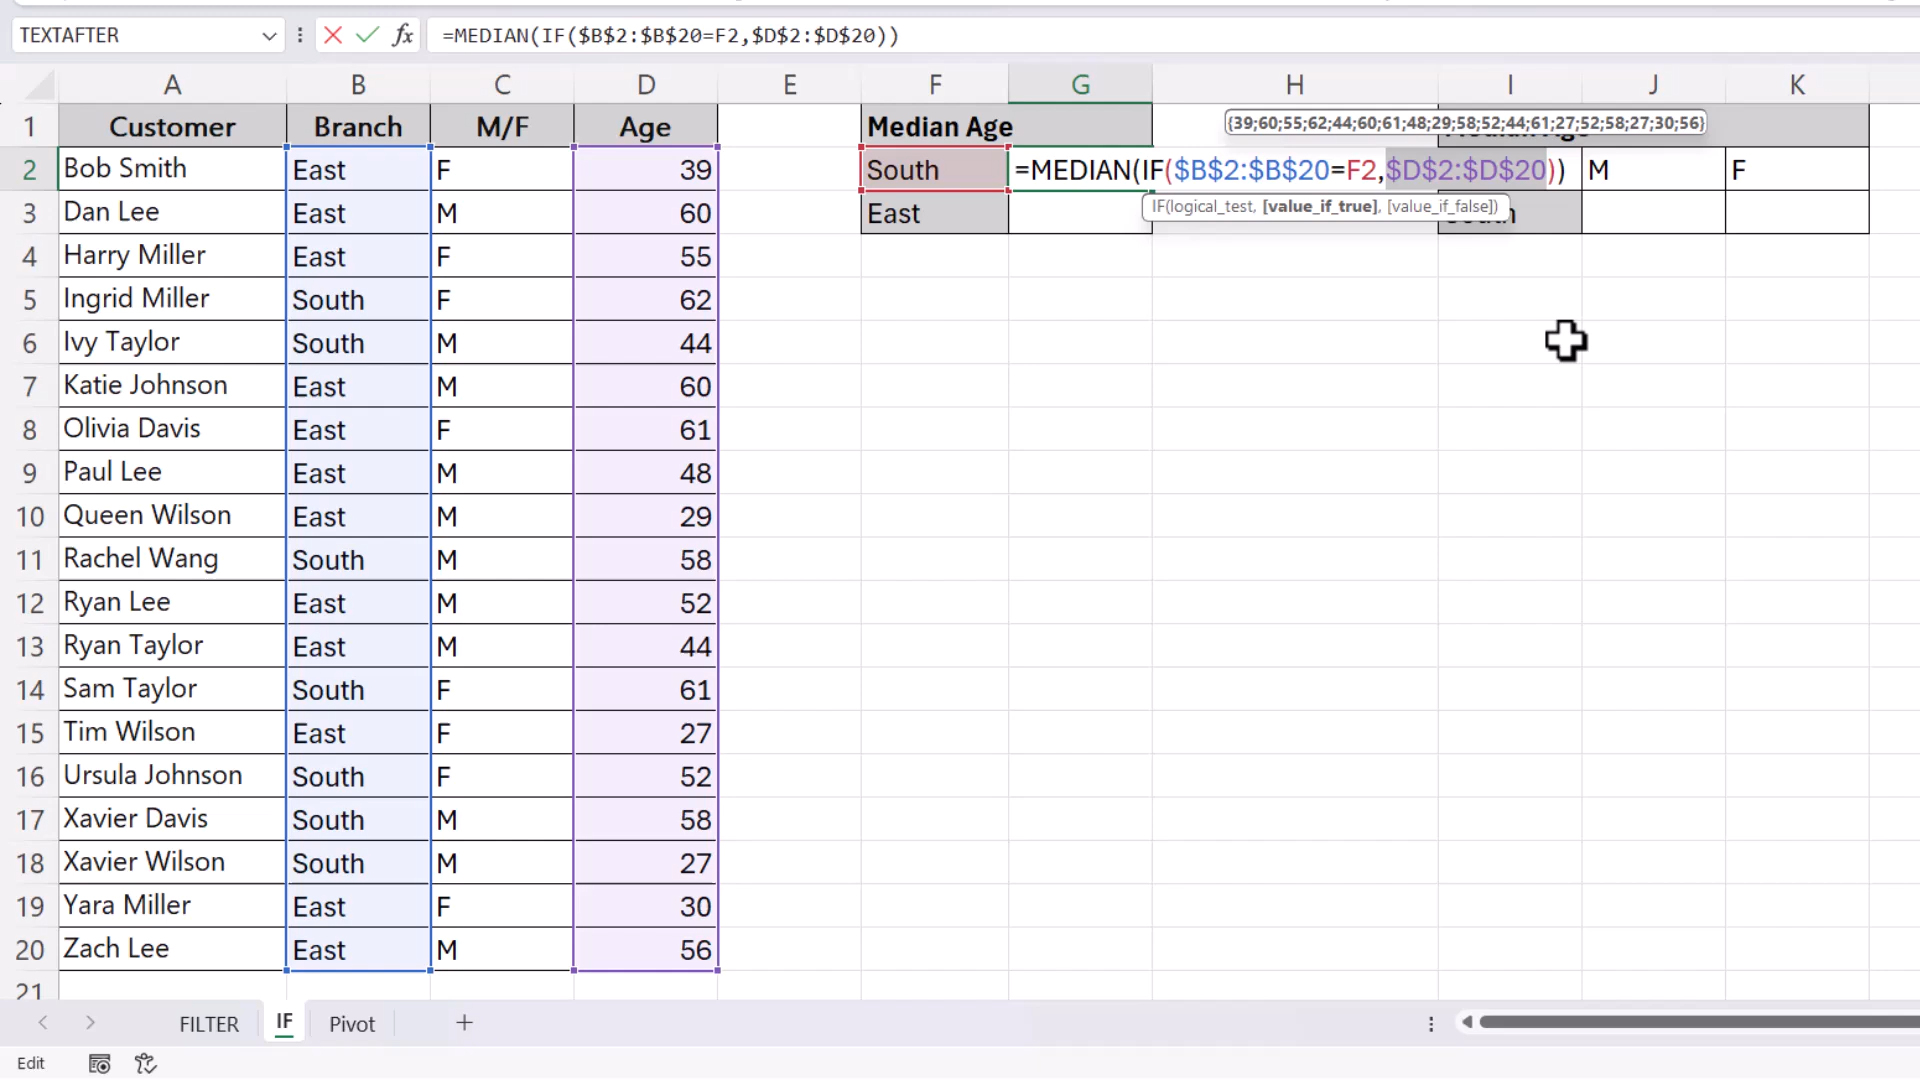 TEXTAFTER =MEDIAN(IF($B$2:$B$20=F2,$D$2:$D$20))
A B C D E F G H I J K
1 Customer Branch M/F Age Median Age {39;60;55;62;44;60;61;48;29;58;52;44;61;27;52;58;27;30;56}
2 Bob Smith East F 39 South =MEDIAN(IF($B$2:$B$20=F2,$D$2:$D$20)) M F
IF(logical_test, [value_if_true], [value_if_false])
3 Dan Lee East M 60 East
4 Harry Miller East F 55
5 Ingrid Miller South F 62
6 Ivy Taylor South M 44
7 Katie Johnson East M 60
8 Olivia Davis East F 61
9 Paul Lee East M 48
10 Queen Wilson East M 29
11 Rachel Wang South M 58
12 Ryan Lee East M 52
13 Ryan Taylor East M 44
14 Sam Taylor South F 61
15 Tim Wilson East F 27
16 Ursula Johnson South F 52
17 Xavier Davis South M 58
18 Xavier Wilson South M 27
19 Yara Miller East F 30
20 Zach Lee East M 56
21
FILTER IF Pivot +
Edit